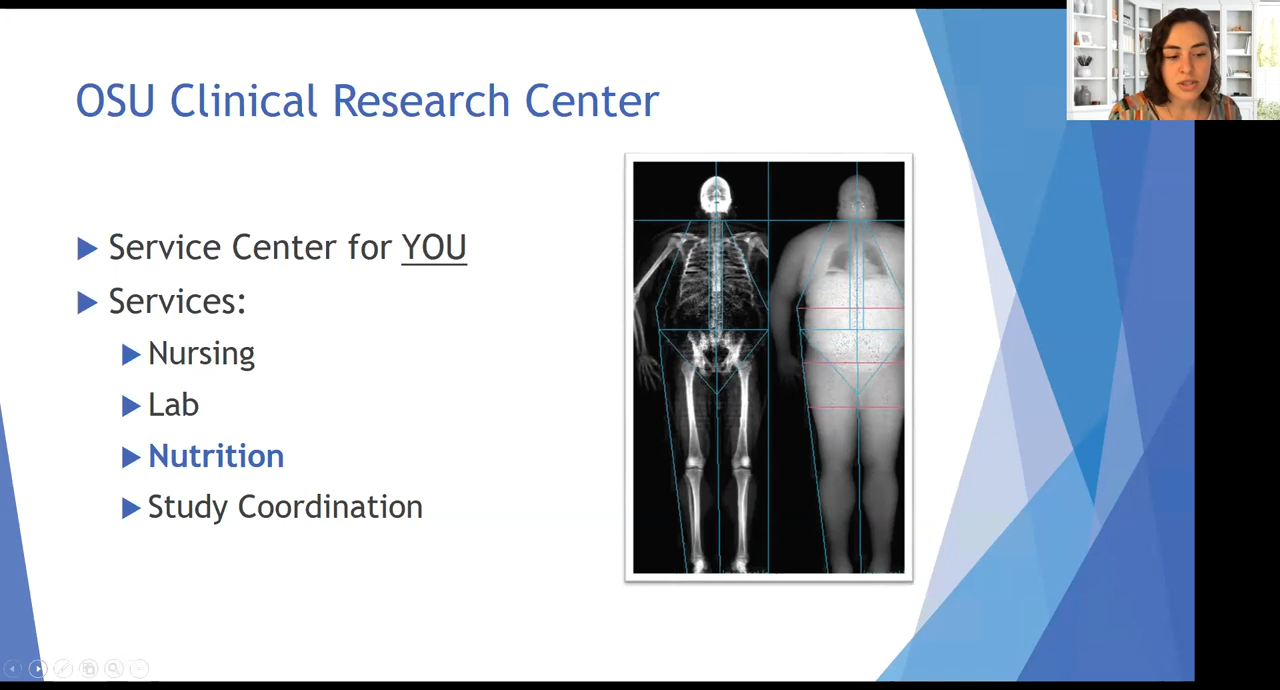 OSU Clinical Research Center
Service Center for YOU
Services:
Nursing
Lab
Nutrition
Study Coordination